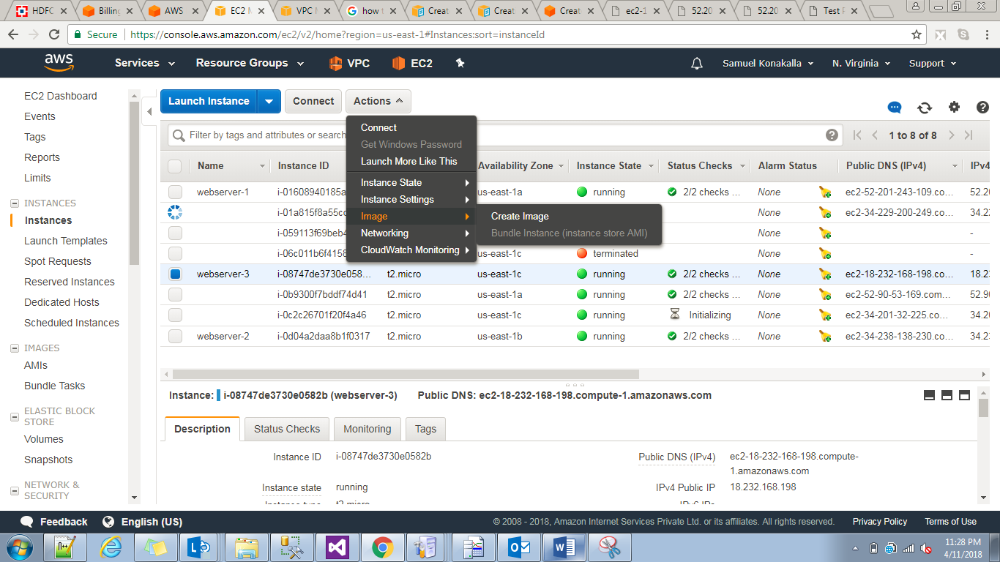 HDFC
Billing
AWS
EC2 M
VPC M
how t
Creat
Creat
Creat
ec2-1
52.20
52.20
Test P
Secure
https://console.aws.amazon.com/ec2/v2/home?region=us-east-1#Instances:sort=instanceId
aws
Services
Resource Groups
VPC
EC2
Samuel Konakalla
N. Virginia
Support
EC2 Dashboard
Events
Tags
Reports
Limits
INSTANCES
Instances
Launch Templates
Spot Requests
Reserved Instances
Dedicated Hosts
Scheduled Instances
IMAGES
AMIs
Bundle Tasks
ELASTIC BLOCK
STORE
Volumes
Snapshots
NETWORK &
SECURITY
Launch Instance
Connect
Actions
Filter by tags and attributes or search
1 to 8 of 8
Connect
Get Windows Password
Launch More Like This
Instance State
Instance Settings
Image
Networking
CloudWatch Monitoring
Create Image
Bundle Instance (instance store AMI)
Name Instance ID Availability Zone Instance State Status Checks Alarm Status Public DNS (IPv4) IPv4
webserver-1 i-01608940185a us-east-1a running 2/2 checks ... None ec2-52-201-243-109.co... 52.20
i-01a815f8a55cc None ec2-34-229-200-249.co... 34.22
i-059113f69beb4 None -
i-06c011b6f4158 us-east-1c terminated None -
webserver-3 i-08747de3730e058... t2.micro us-east-1c running 2/2 checks ... None ec2-18-232-168-198.co... 18.23
i-0b9300f7bddf74d41 t2.micro us-east-1a running 2/2 checks ... None ec2-52-90-53-169.com... 52.90
i-0c2c26701f20f4a46 t2.micro us-east-1c running Initializing None ec2-34-201-32-225.co... 34.20
webserver-2 i-0d04a2daa8b1f0317 t2.micro us-east-1b running 2/2 checks ... None ec2-34-238-138-230.co... 34.23
Instance: i-08747de3730e0582b (webserver-3) Public DNS: ec2-18-232-168-198.compute-1.amazonaws.com
Description
Status Checks
Monitoring
Tags
Instance ID i-08747de3730e0582b
Public DNS (IPv4) ec2-18-232-168-198.compute-
1.amazonaws.com
Instance state running
IPv4 Public IP 18.232.168.198
Instance type t2.micro
IPv6 IPs
Feedback
English (US)
© 2008 - 2018, Amazon Internet Services Private Ltd. or its affiliates. All rights reserved.
Privacy Policy
Terms of Use
11:28 PM
4/11/2018